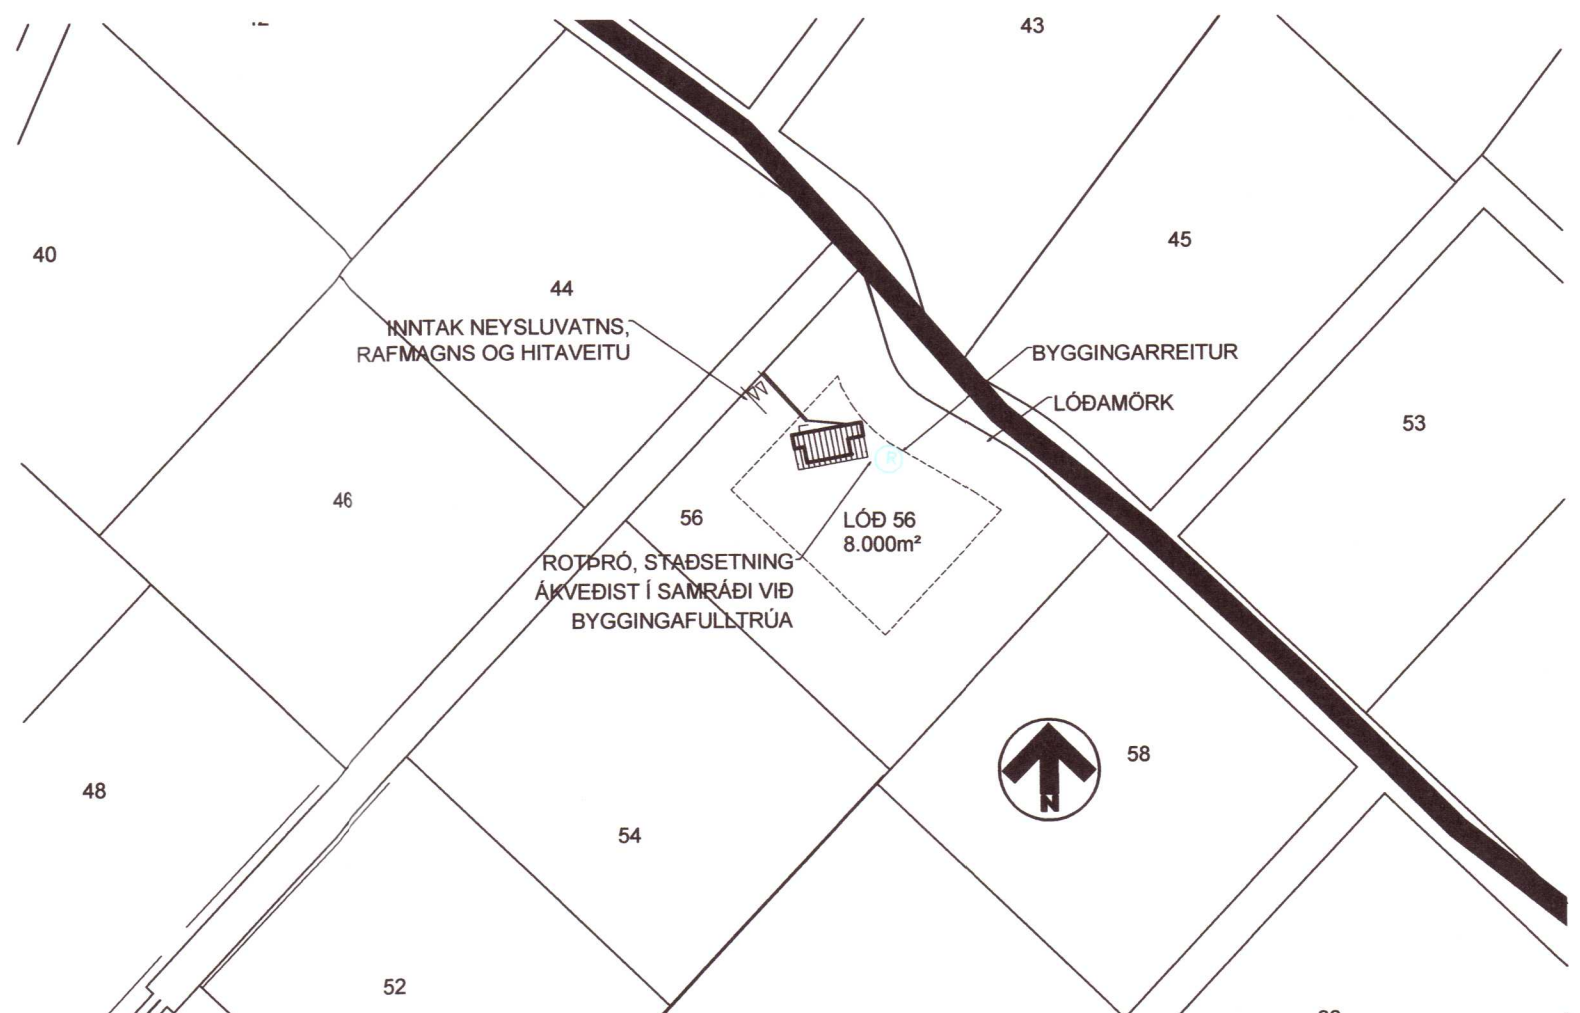 43
40
45
44
INNTAK NEYSLUVATNS,
RAFMAGNS OG HITAVEITU
BYGGINGARREITUR
LÓÐAMÖRK
53
R
46
56
LÓÐ 56
8.000m²
ROTÞRÓ, STAÐSETNING
ÁKVEÐIST Í SAMRÁÐI VIÐ
BYGGINGAFULLTRÚA
58
N
48
54
52